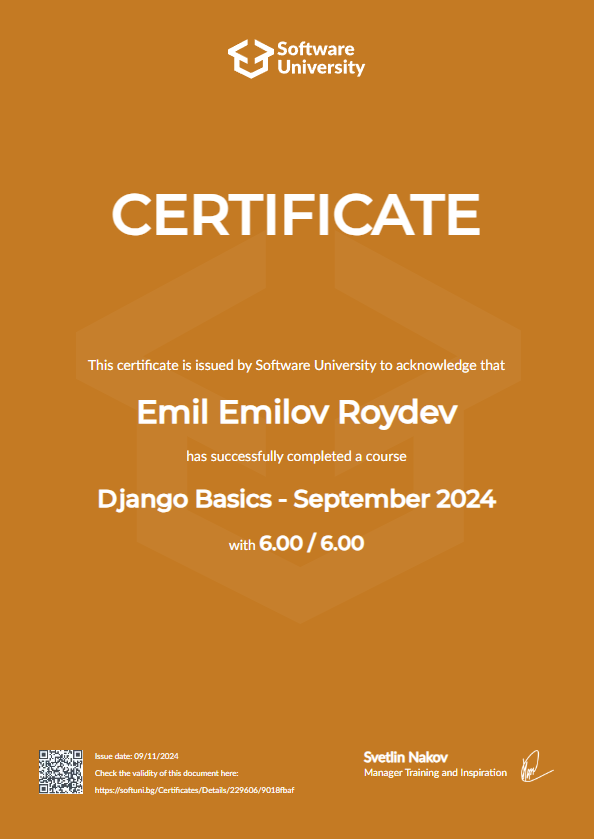 Software
University
CERTIFICATE
This certificate is issued by Software University to acknowledge that
Emil Emilov Roydev
has successfully completed a course
Django Basics - September 2024
with 6.00 / 6.00
Issue date: 09/11/2024
Check the validity of this document here:
https://softuni.bg/Certificates/Details/229606/9018fbaf
Svetlin Nakov
Manager Training and Inspiration